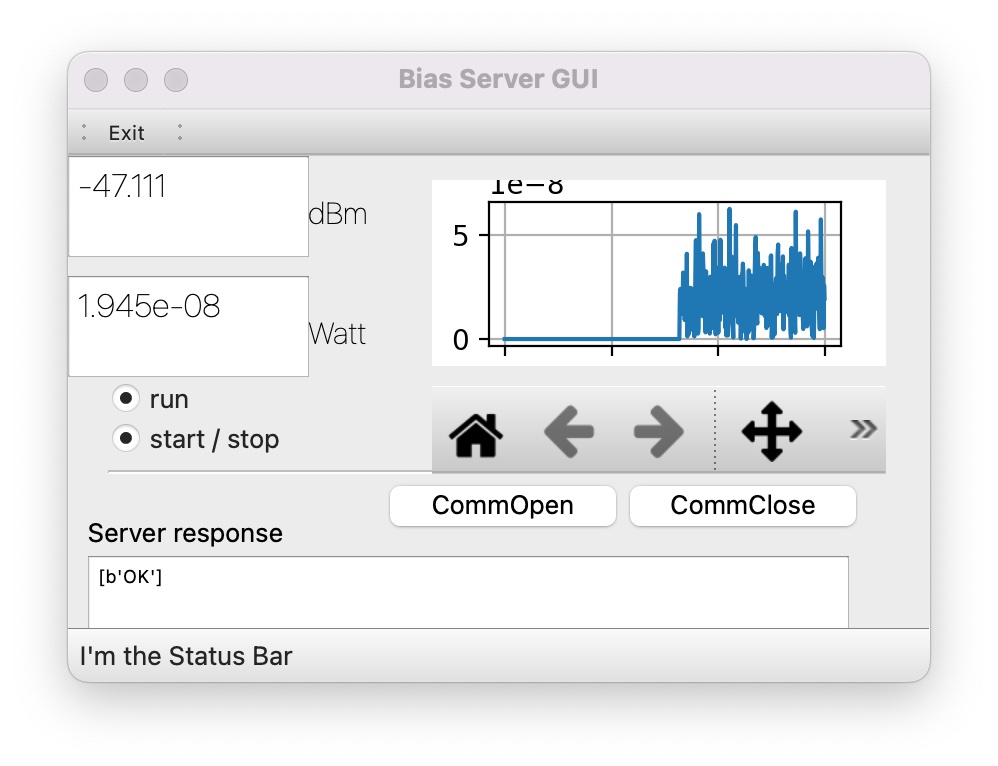 Bias Server GUI
Exit
-47.111
dBm
1.945e-08
Watt
1e−8
5
0
run
start / stop
»
CommOpen
CommClose
Server response
[b'OK']
I'm the Status Bar